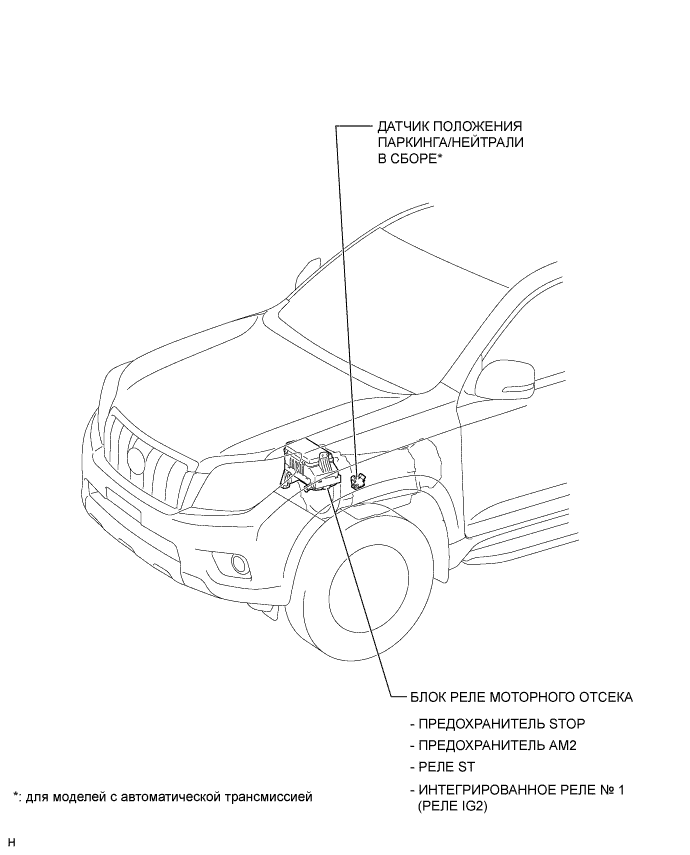 ДАТЧИК ПОЛОЖЕНИЯ
ПАРКИНГА/НЕЙТРАЛИ
В СБОРЕ*
БЛОК РЕЛЕ МОТОРНОГО ОТСЕКА
- ПРЕДОХРАНИТЕЛЬ STOP
- ПРЕДОХРАНИТЕЛЬ AM2
- РЕЛЕ ST
- ИНТЕГРИРОВАННОЕ РЕЛЕ № 1
(РЕЛЕ IG2)
*: для моделей с автоматической трансмиссией
H